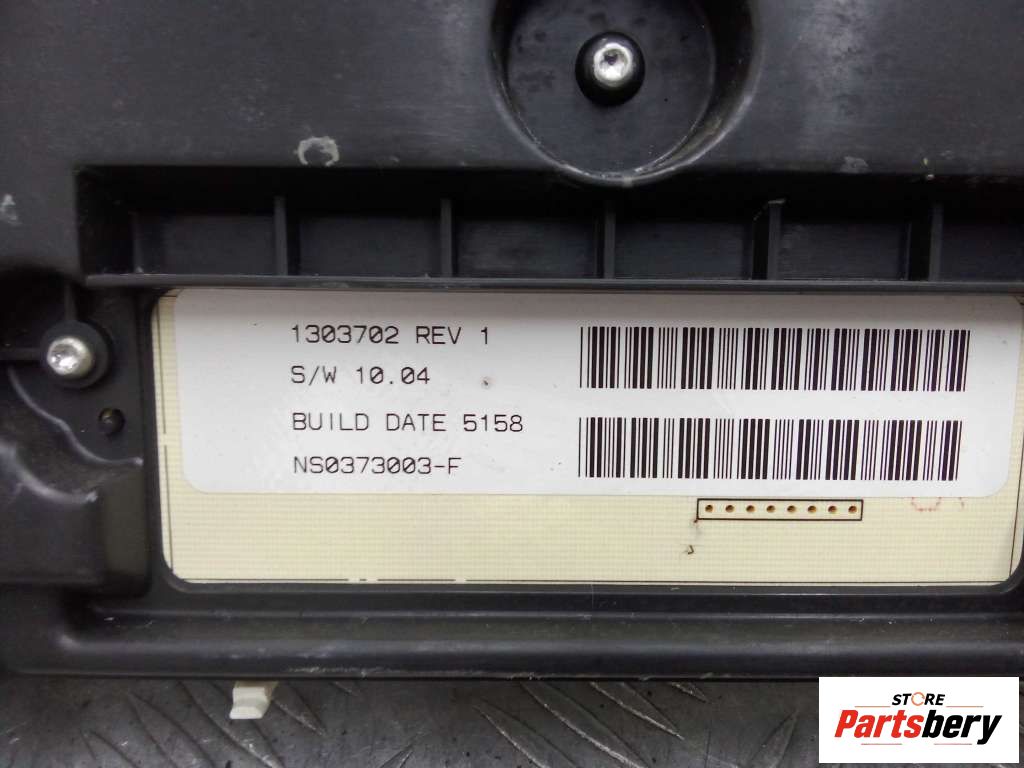 1303702 REV 1
S/W 10.04
BUILD DATE 5158
NS0373003-F
STORE
Partsbery